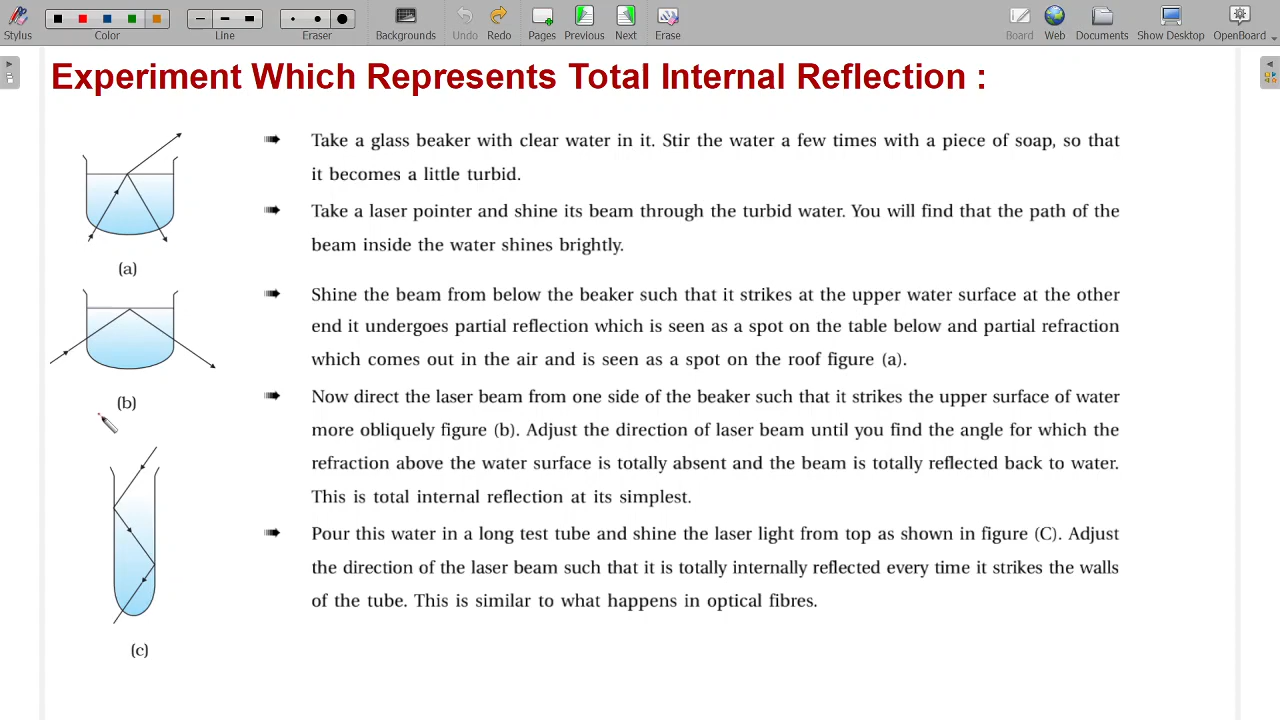 Stylus Color Line Eraser Backgrounds Undo Redo Pages Previous Next Erase Board Web Documents Show Desktop OpenBoard
Experiment Which Represents Total Internal Reflection :
Take a glass beaker with clear water in it. Stir the water a few times with a piece of soap, so that
it becomes a little turbid.
Take a laser pointer and shine its beam through the turbid water. You will find that the path of the
beam inside the water shines brightly.
(a)
Shine the beam from below the beaker such that it strikes at the upper water surface at the other
end it undergoes partial reflection which is seen as a spot on the table below and partial refraction
which comes out in the air and is seen as a spot on the roof figure (a).
(b)
Now direct the laser beam from one side of the beaker such that it strikes the upper surface of water
more obliquely figure (b). Adjust the direction of laser beam until you find the angle for which the
refraction above the water surface is totally absent and the beam is totally reflected back to water.
This is total internal reflection at its simplest.
Pour this water in a long test tube and shine the laser light from top as shown in figure (C). Adjust
the direction of the laser beam such that it is totally internally reflected every time it strikes the walls
of the tube. This is similar to what happens in optical fibres.
(c)